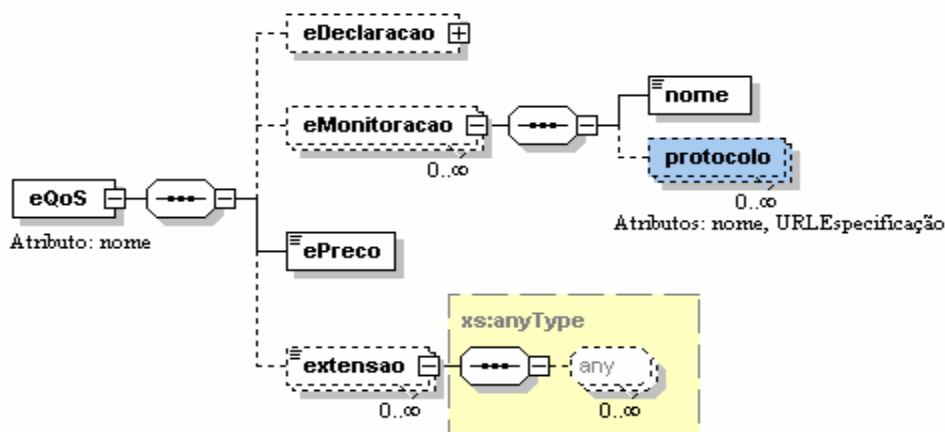 eDeclaracao
eMonitoracao
0..∞
nome
protocolo
0..∞
Atributos: nome, URLEspecificação
eQoS
Atributo: nome
ePreco
extensao
0..∞
xs:anyType
any
0..∞